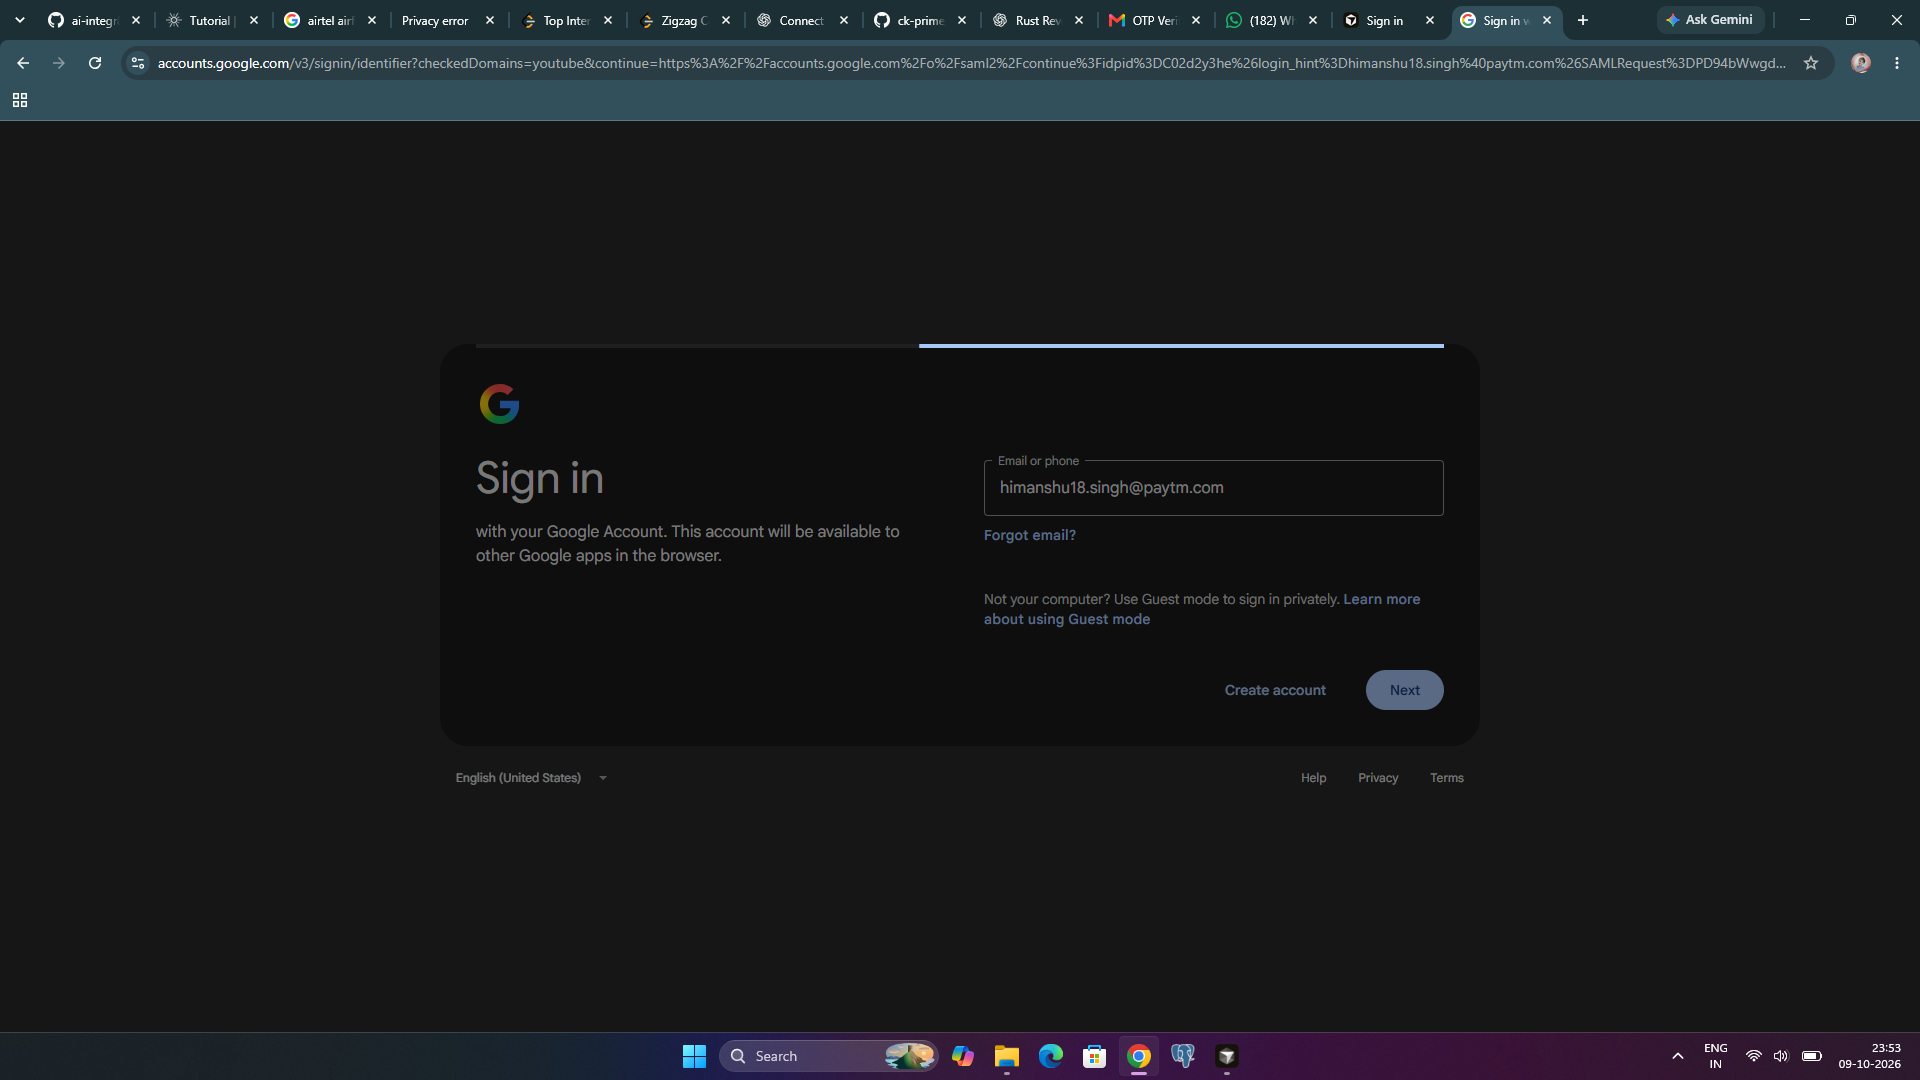 ai-integr
Tutorial
airtel airf
Privacy error
Top Inter
Zigzag C
Connect
ck-prime
Rust Rev
OTP Veri
(182) Wh
Sign in
Sign in w
Ask Gemini
accounts.google.com/v3/signin/identifier?checkedDomains=youtube&continue=https%3A%2F%2Faccounts.google.com%2Fo%2Fsaml2%2Fcontinue%3Fidpid%3DC02d2y3he%26login_hint%3Dhimanshu18.singh%40paytm.com%26SAMLRequest%3DPD94bWwgd...
Sign in
with your Google Account. This account will be available to
other Google apps in the browser.
Email or phone
himanshu18.singh@paytm.com
Forgot email?
Not your computer? Use Guest mode to sign in privately. Learn more
about using Guest mode
Create account
Next
English (United States)
Help
Privacy
Terms
Search
ENG
IN
23:53
09-10-2026